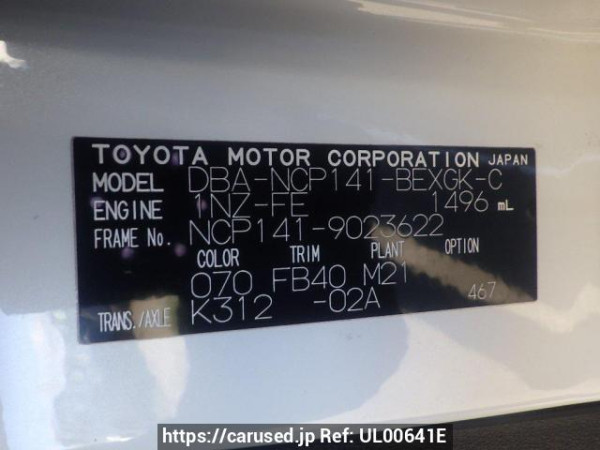 TOYOTA MOTOR CORPORATION JAPAN
MODEL DBA-NCP141-BEXGK-C
ENGINE 1NZ-FE 1496 mL
FRAME No. NCP141-9023622
COLOR TRIM PLANT OPTION
070 FB40 M21
TRANS./AXLE K312 -02A 467
https://carused.jp Ref: UL00641E